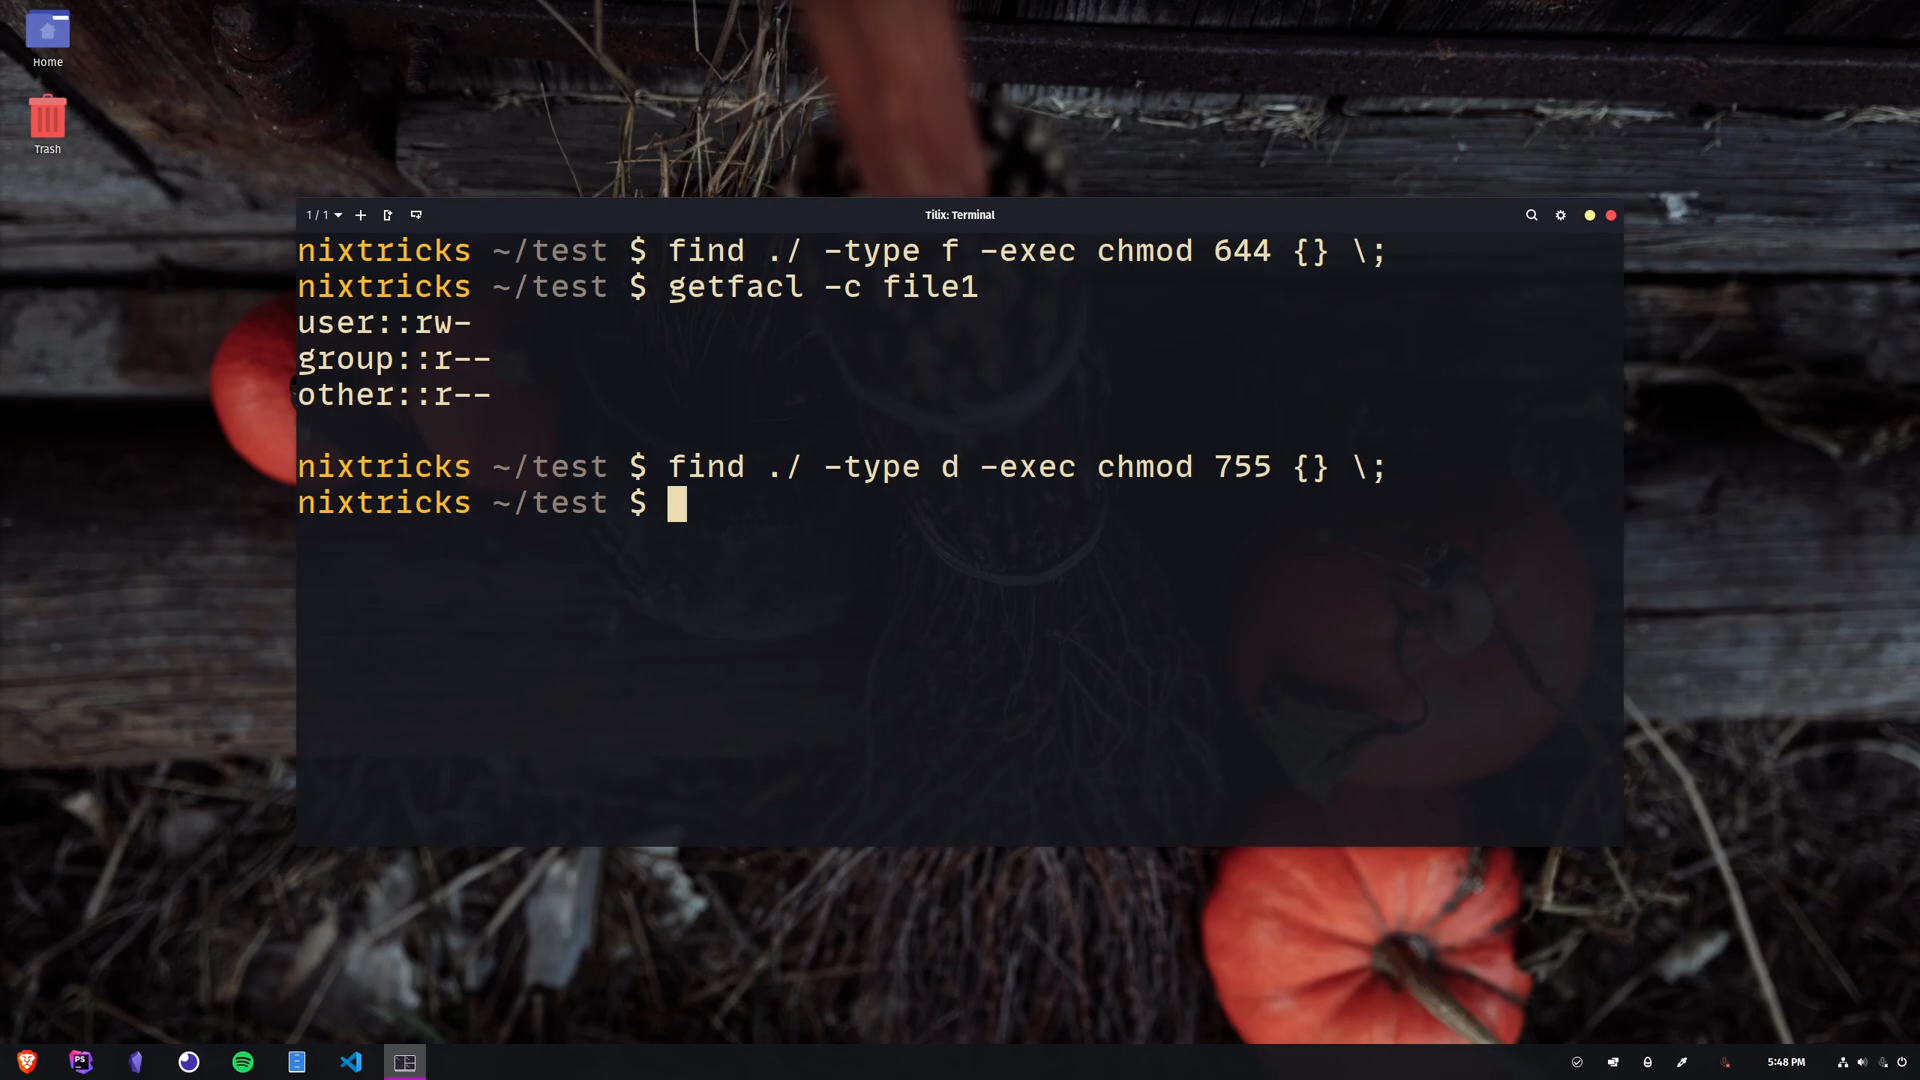 Home
Trash
1 / 1
Tilix: Terminal
nixtricks ~/test $ find ./ -type f -exec chmod 644 {} \;
nixtricks ~/test $ getfacl -c file1
user::rw-
group::r--
other::r--
nixtricks ~/test $ find ./ -type d -exec chmod 755 {} \;
nixtricks ~/test $
PS
5:48 PM